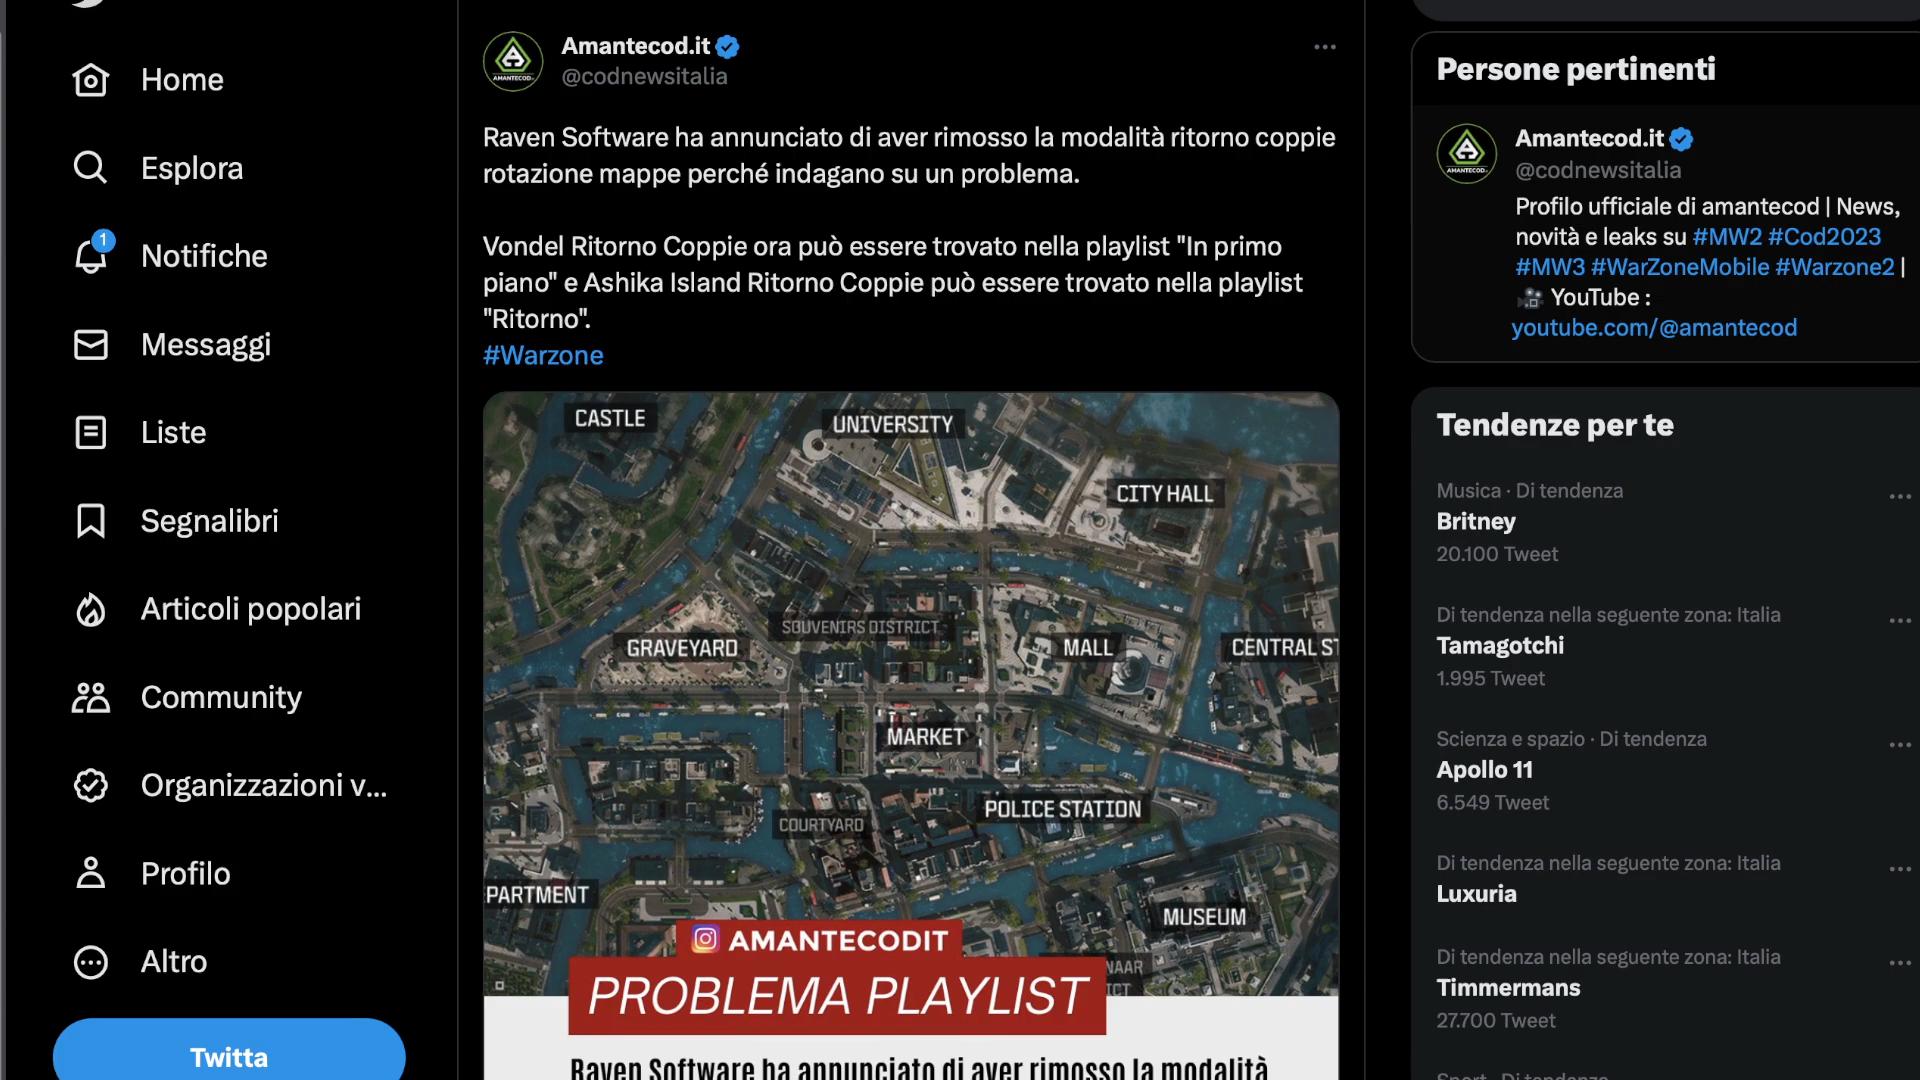 Home
Esplora
1
Notifiche
Messaggi
Liste
Segnalibri
Articoli popolari
Community
Organizzazioni v...
Profilo
Altro
Twitta
AMANTECOD
Amantecod.it
@codnewsitalia
Raven Software ha annunciato di aver rimosso la modalità ritorno coppie
rotazione mappe perché indagano su un problema.
Vondel Ritorno Coppie ora può essere trovato nella playlist "In primo
piano" e Ashika Island Ritorno Coppie può essere trovato nella playlist
"Ritorno".
#Warzone
CASTLE
UNIVERSITY
CITY HALL
SOUVENIRS DISTRICT
GRAVEYARD
MALL
CENTRAL ST
MARKET
POLICE STATION
COURTYARD
PARTMENT
MUSEUM
AMANTECODIT
PROBLEMA PLAYLIST
Raven Software ha annunciato di aver rimosso la modalità
Persone pertinenti
AMANTECOD
Amantecod.it
@codnewsitalia
Profilo ufficiale di amantecod | News,
novità e leaks su #MW2 #Cod2023
#MW3 #WarZoneMobile #Warzone2 |
YouTube :
youtube.com/@amantecod
Tendenze per te
Musica · Di tendenza
Britney
20.100 Tweet
Di tendenza nella seguente zona: Italia
Tamagotchi
1.995 Tweet
Scienza e spazio · Di tendenza
Apollo 11
6.549 Tweet
Di tendenza nella seguente zona: Italia
Luxuria
Di tendenza nella seguente zona: Italia
Timmermans
27.700 Tweet